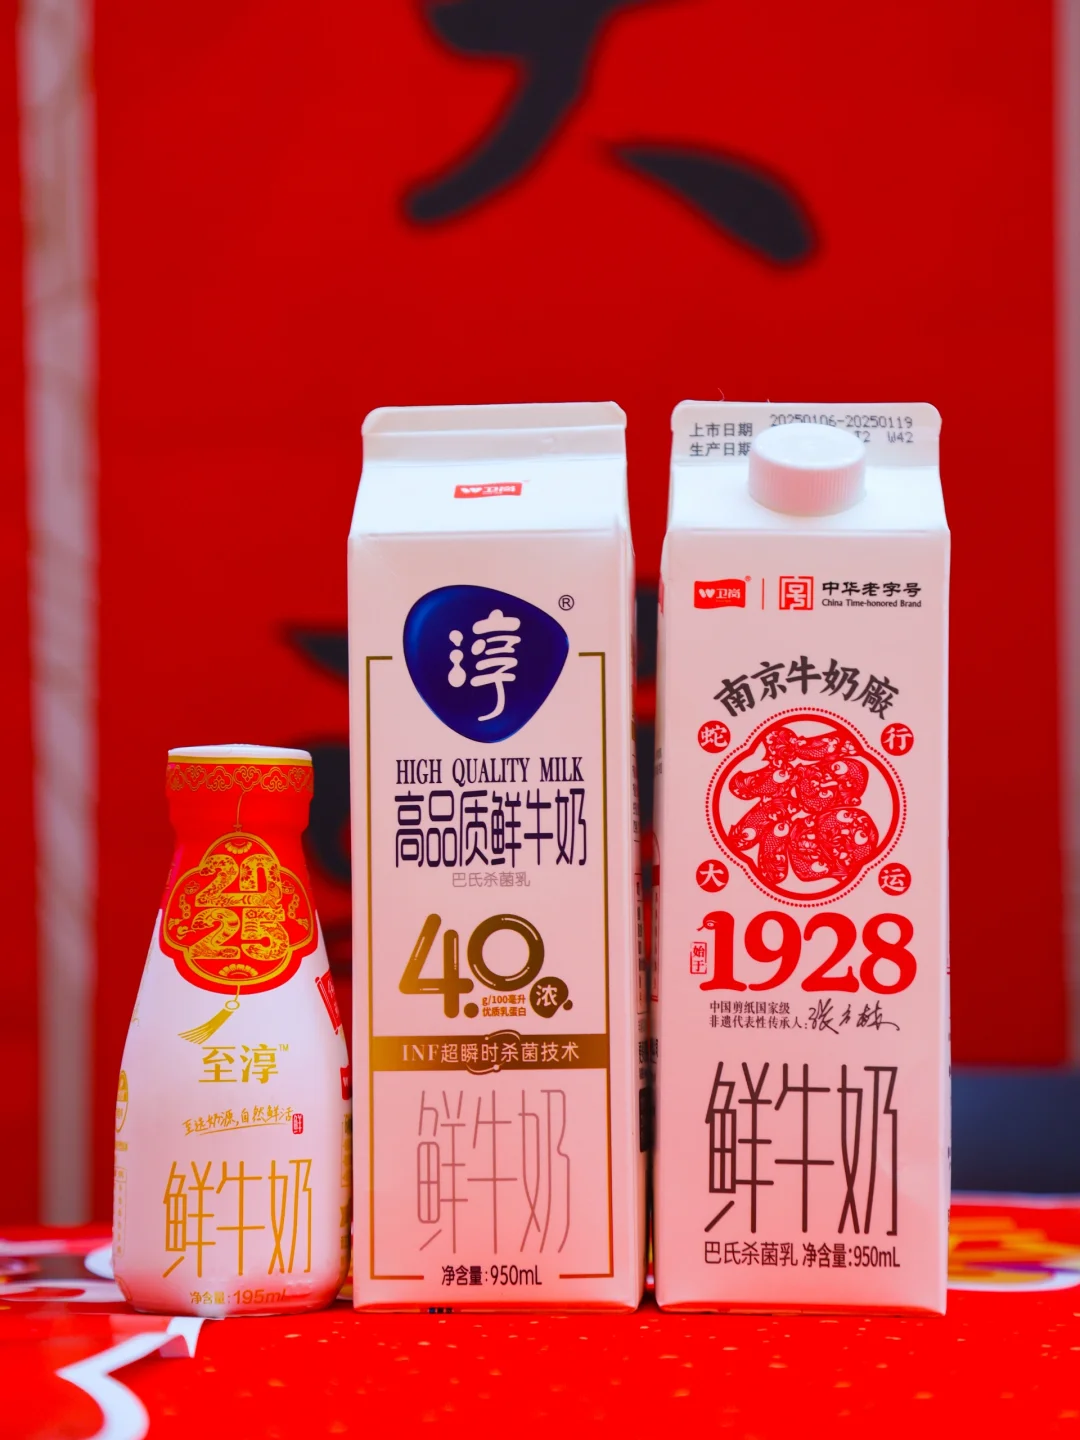 2025
至淳™
至选奶源,自然鲜活
鲜
鲜牛奶
净含量:195mL
卫岗
淳®
HIGH QUALITY MILK
高品质鲜牛奶
巴氏杀菌乳
4.0
g/100毫升
优质乳蛋白
浓
INF超瞬时杀菌技术
鲜牛奶
净含量:950mL
上市日期 20250106-20250119
生产日期
W42
卫岗® 中华老字号
China Time-honored Brand
南京牛奶廠
蛇行
福
大运
始于
1928
中国剪纸国家级
非遗代表性传承人:
鲜牛奶
巴氏杀菌乳 净含量:950mL